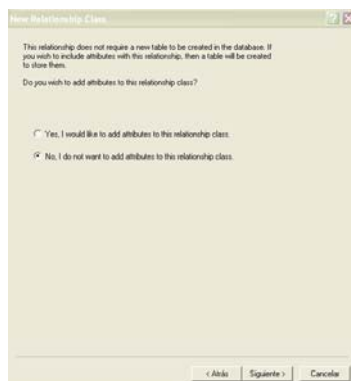 New Relationship Class
This relationship does not require a new table to be created in the database. If
you wish to include attributes with this relationship, then a table will be created
to store them.
Do you wish to add attributes to this relationship class?
Yes, I would like to add attributes to this relationship class.
No, I do not want to add attributes to this relationship class.
< Atrás
Siguiente >
Cancelar